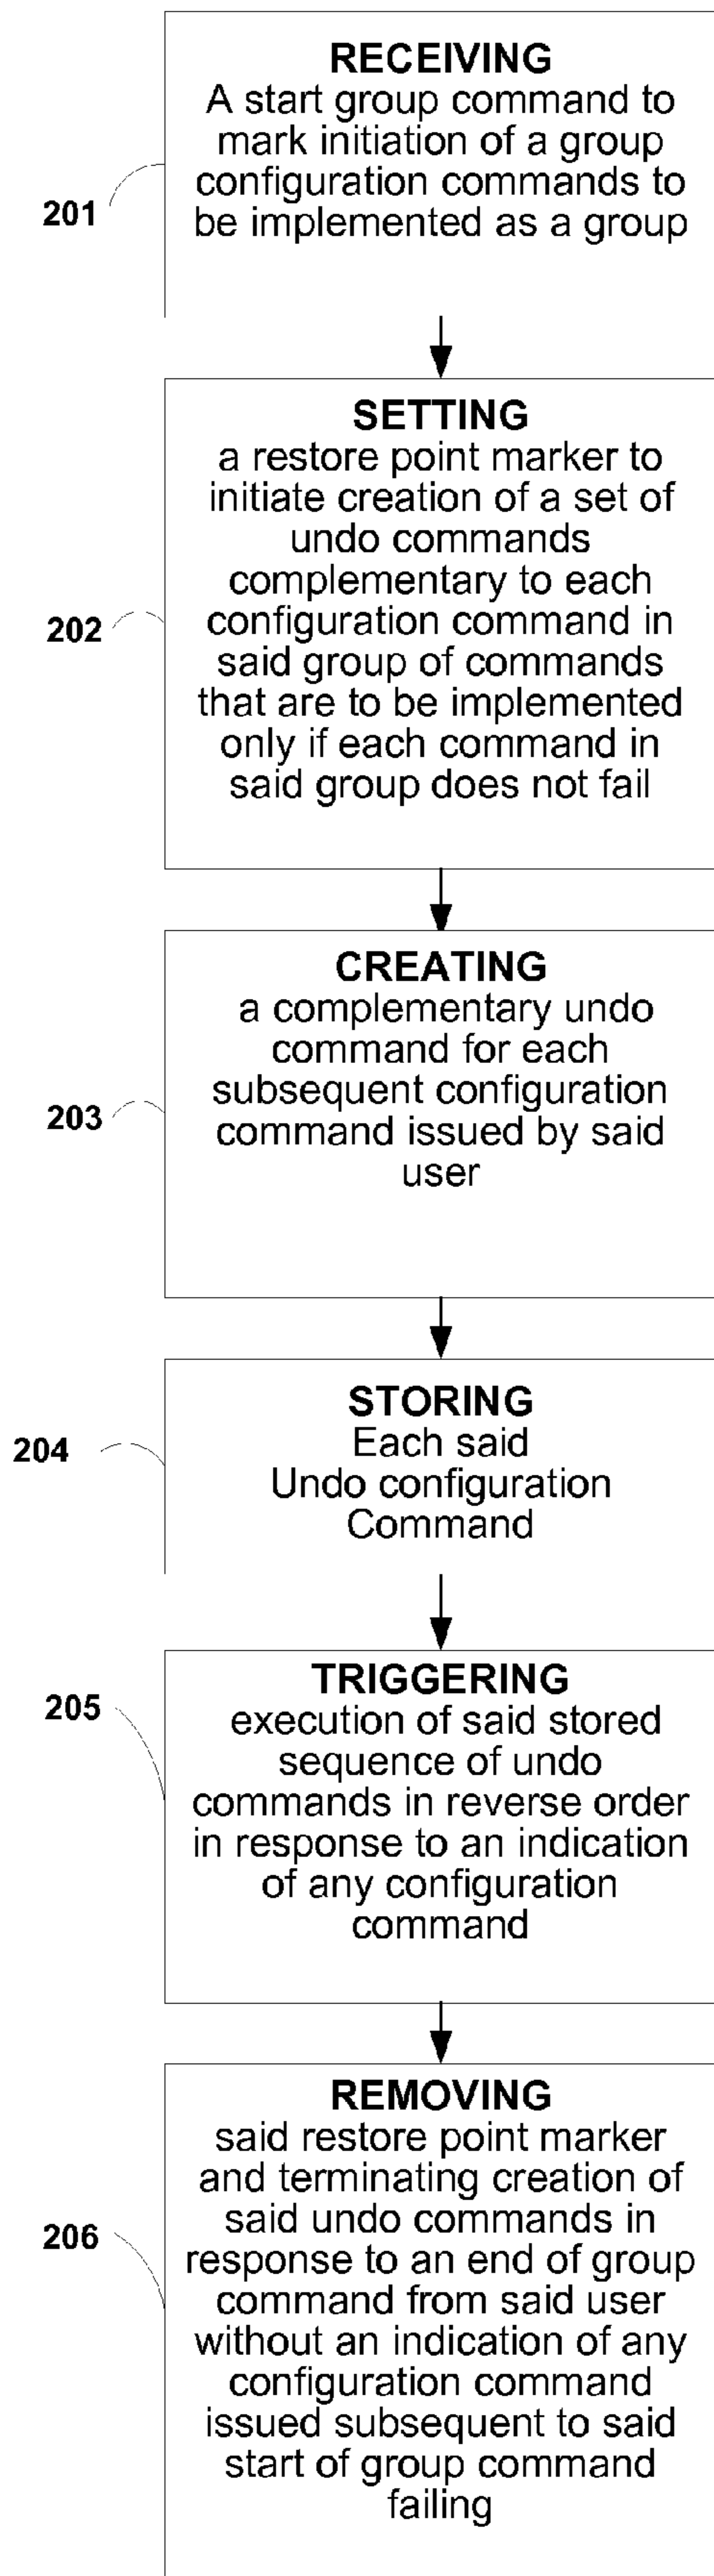 RECEIVING
A start group command to
mark initiation of a group
configuration commands to
be implemented as a group
201
SETTING
a restore point marker to
initiate creation of a set of
undo commands
complementary to each
configuration command in
said group of commands
that are to be implemented
only if each command in
said group does not fail
202
CREATING
a complementary undo
command for each
subsequent configuration
command issued by said
user
203
STORING
Each said
Undo configuration
Command
204
TRIGGERING
execution of said stored
sequence of undo
commands in reverse order
in response to an indication
of any configuration
command
205
REMOVING
said restore point marker
and terminating creation of
said undo commands in
response to an end of group
command from said user
without an indication of any
configuration command
issued subsequent to said
start of group command
failing
206